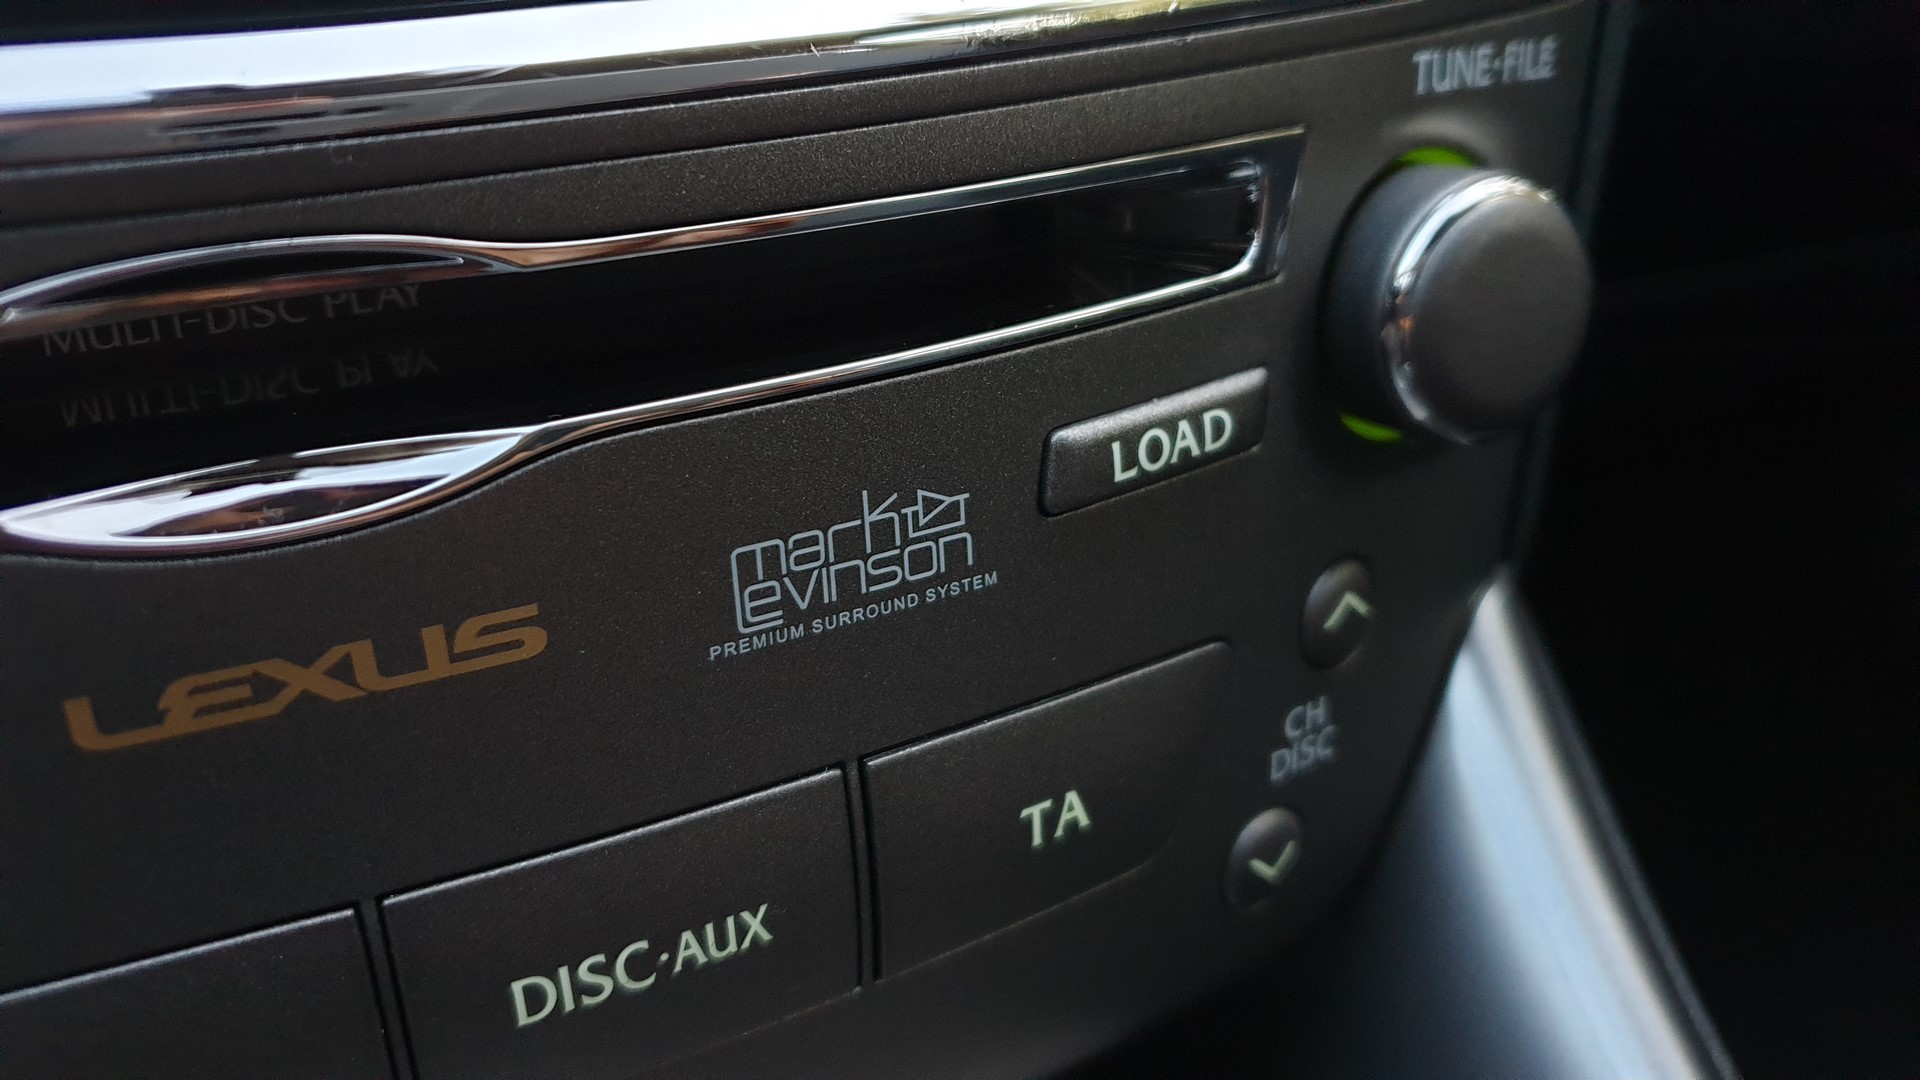 TUNE·FILE
MULTI-DISC PLAY
LOAD
mark
Levinson
PREMIUM SURROUND SYSTEM
LEXUS
CH
DISC
TA
DISC·AUX